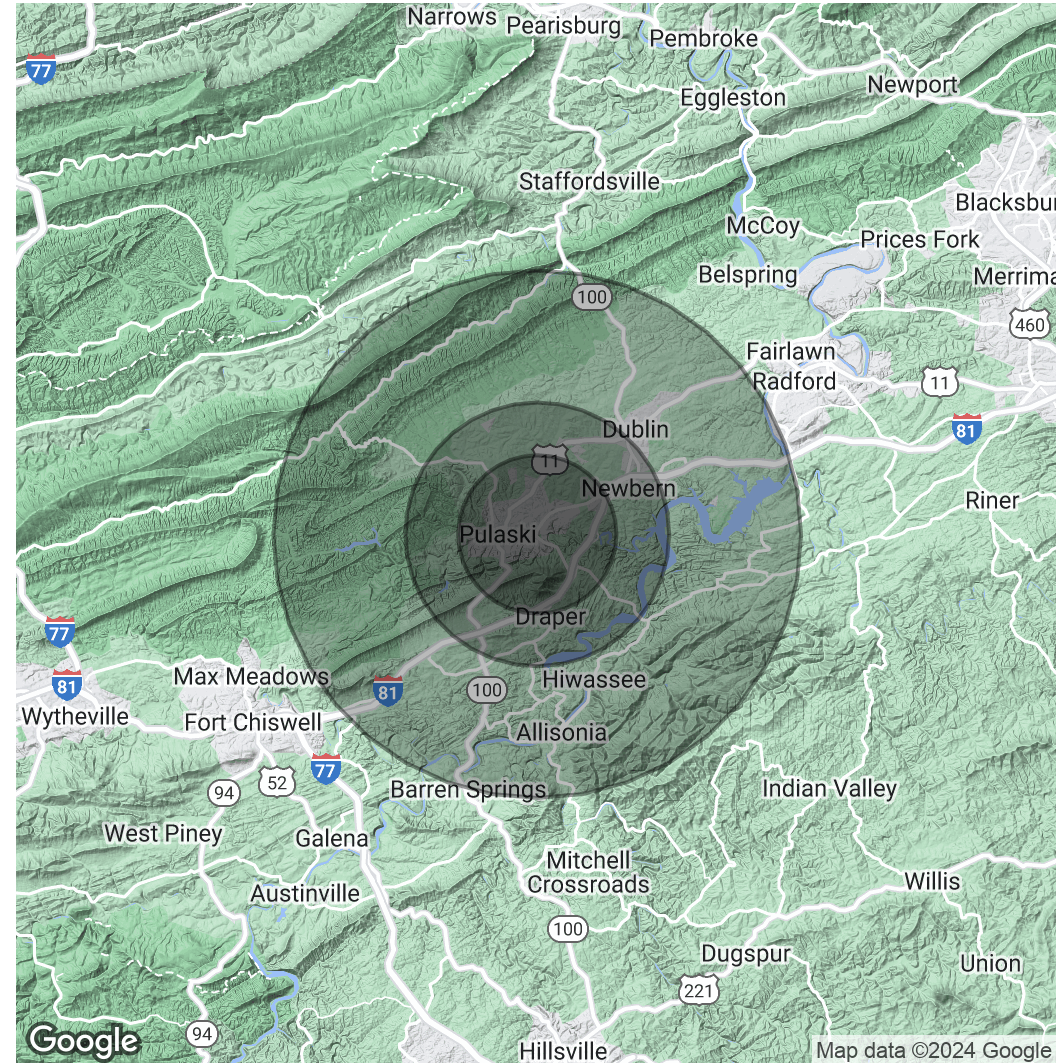 Narrows
Pearisburg
Pembroke
77
Newport
Eggleston
Staffordsville
Blacksbur
McCoy
Prices Fork
Belspring
Merrima
100
460
Fairlawn
Radford
11
Dublin
81
11
Newbern
Riner
Pulaski
Draper
77
Max Meadows
Hiwassee
81
81
100
Wytheville
Fort Chiswell
Allisonia
77
52
94
Barren Springs
Indian Valley
West Piney
Galena
Mitchell
Crossroads
Austinville
Willis
100
Dugspur
Union
221
94
Google
Hillsville
Map data ©2024 Google